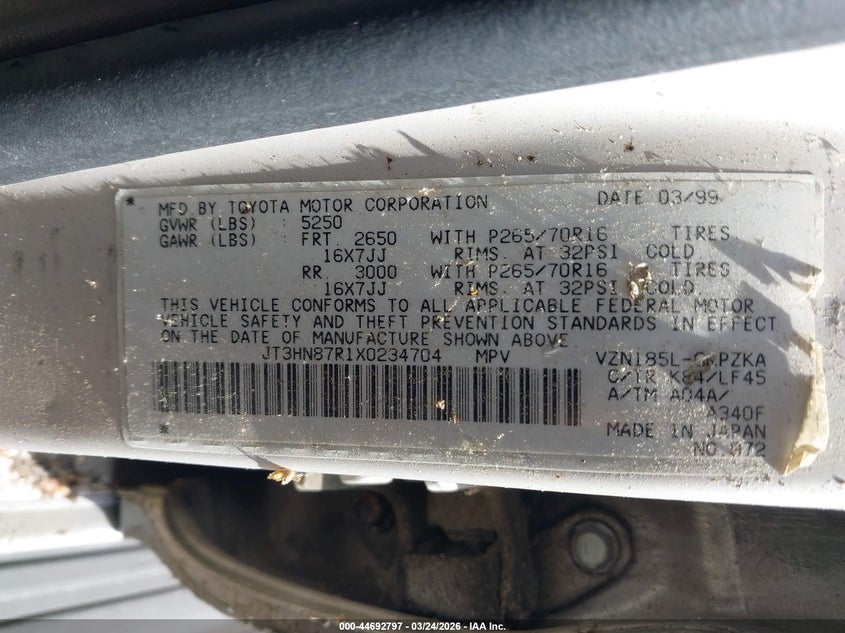 MFD BY TOYOTA MOTOR CORPORATION DATE 03/99
GVWR (LBS) : 5250
GAWR (LBS) : FRT. 2650 WITH P265/70R16 TIRES
16X7JJ RIMS. AT 32PSI COLD
RR. 3000 WITH P265/70R16 TIRES
16X7JJ RIMS. AT 32PSI COLD.
THIS VEHICLE CONFORMS TO ALL APPLICABLE FEDERAL MOTOR
VEHICLE SAFETY AND THEFT PREVENTION STANDARDS IN EFFECT
ON THE DATE OF MANUFACTURE SHOWN ABOVE.
JT3HN87R1X0234704 MPV VZN185L-GKPZKA
C/TR K84/LF45
A/TM A04A/
A340F
MADE IN JAPAN
NO.
000-44692797 - 03/24/2026 - IAA Inc.